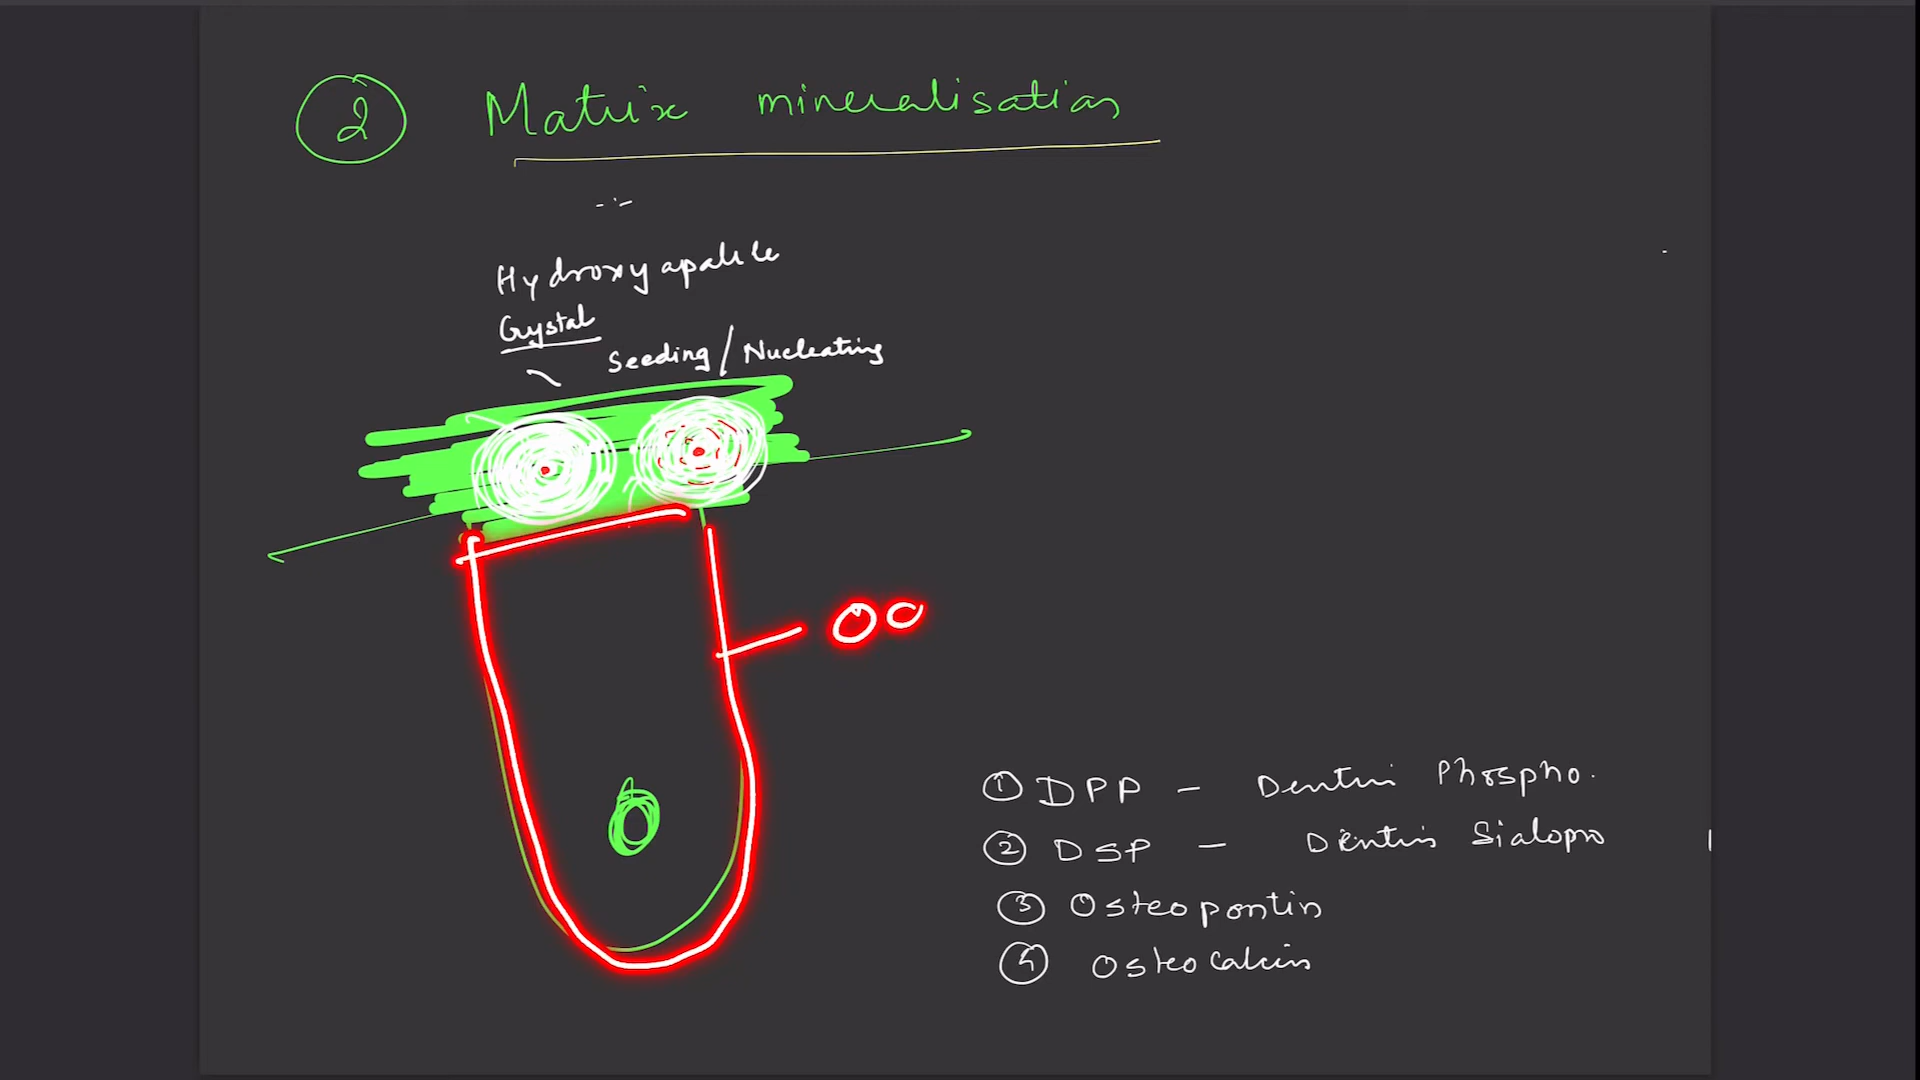 2 Matrix mineralisation
Hydroxyapatite
Crystal
Seeding / Nucleating
① DPP - Dentin Phospho.
② DSP - Dentin Sialopro
③ Osteopontin
④ Osteocalcin